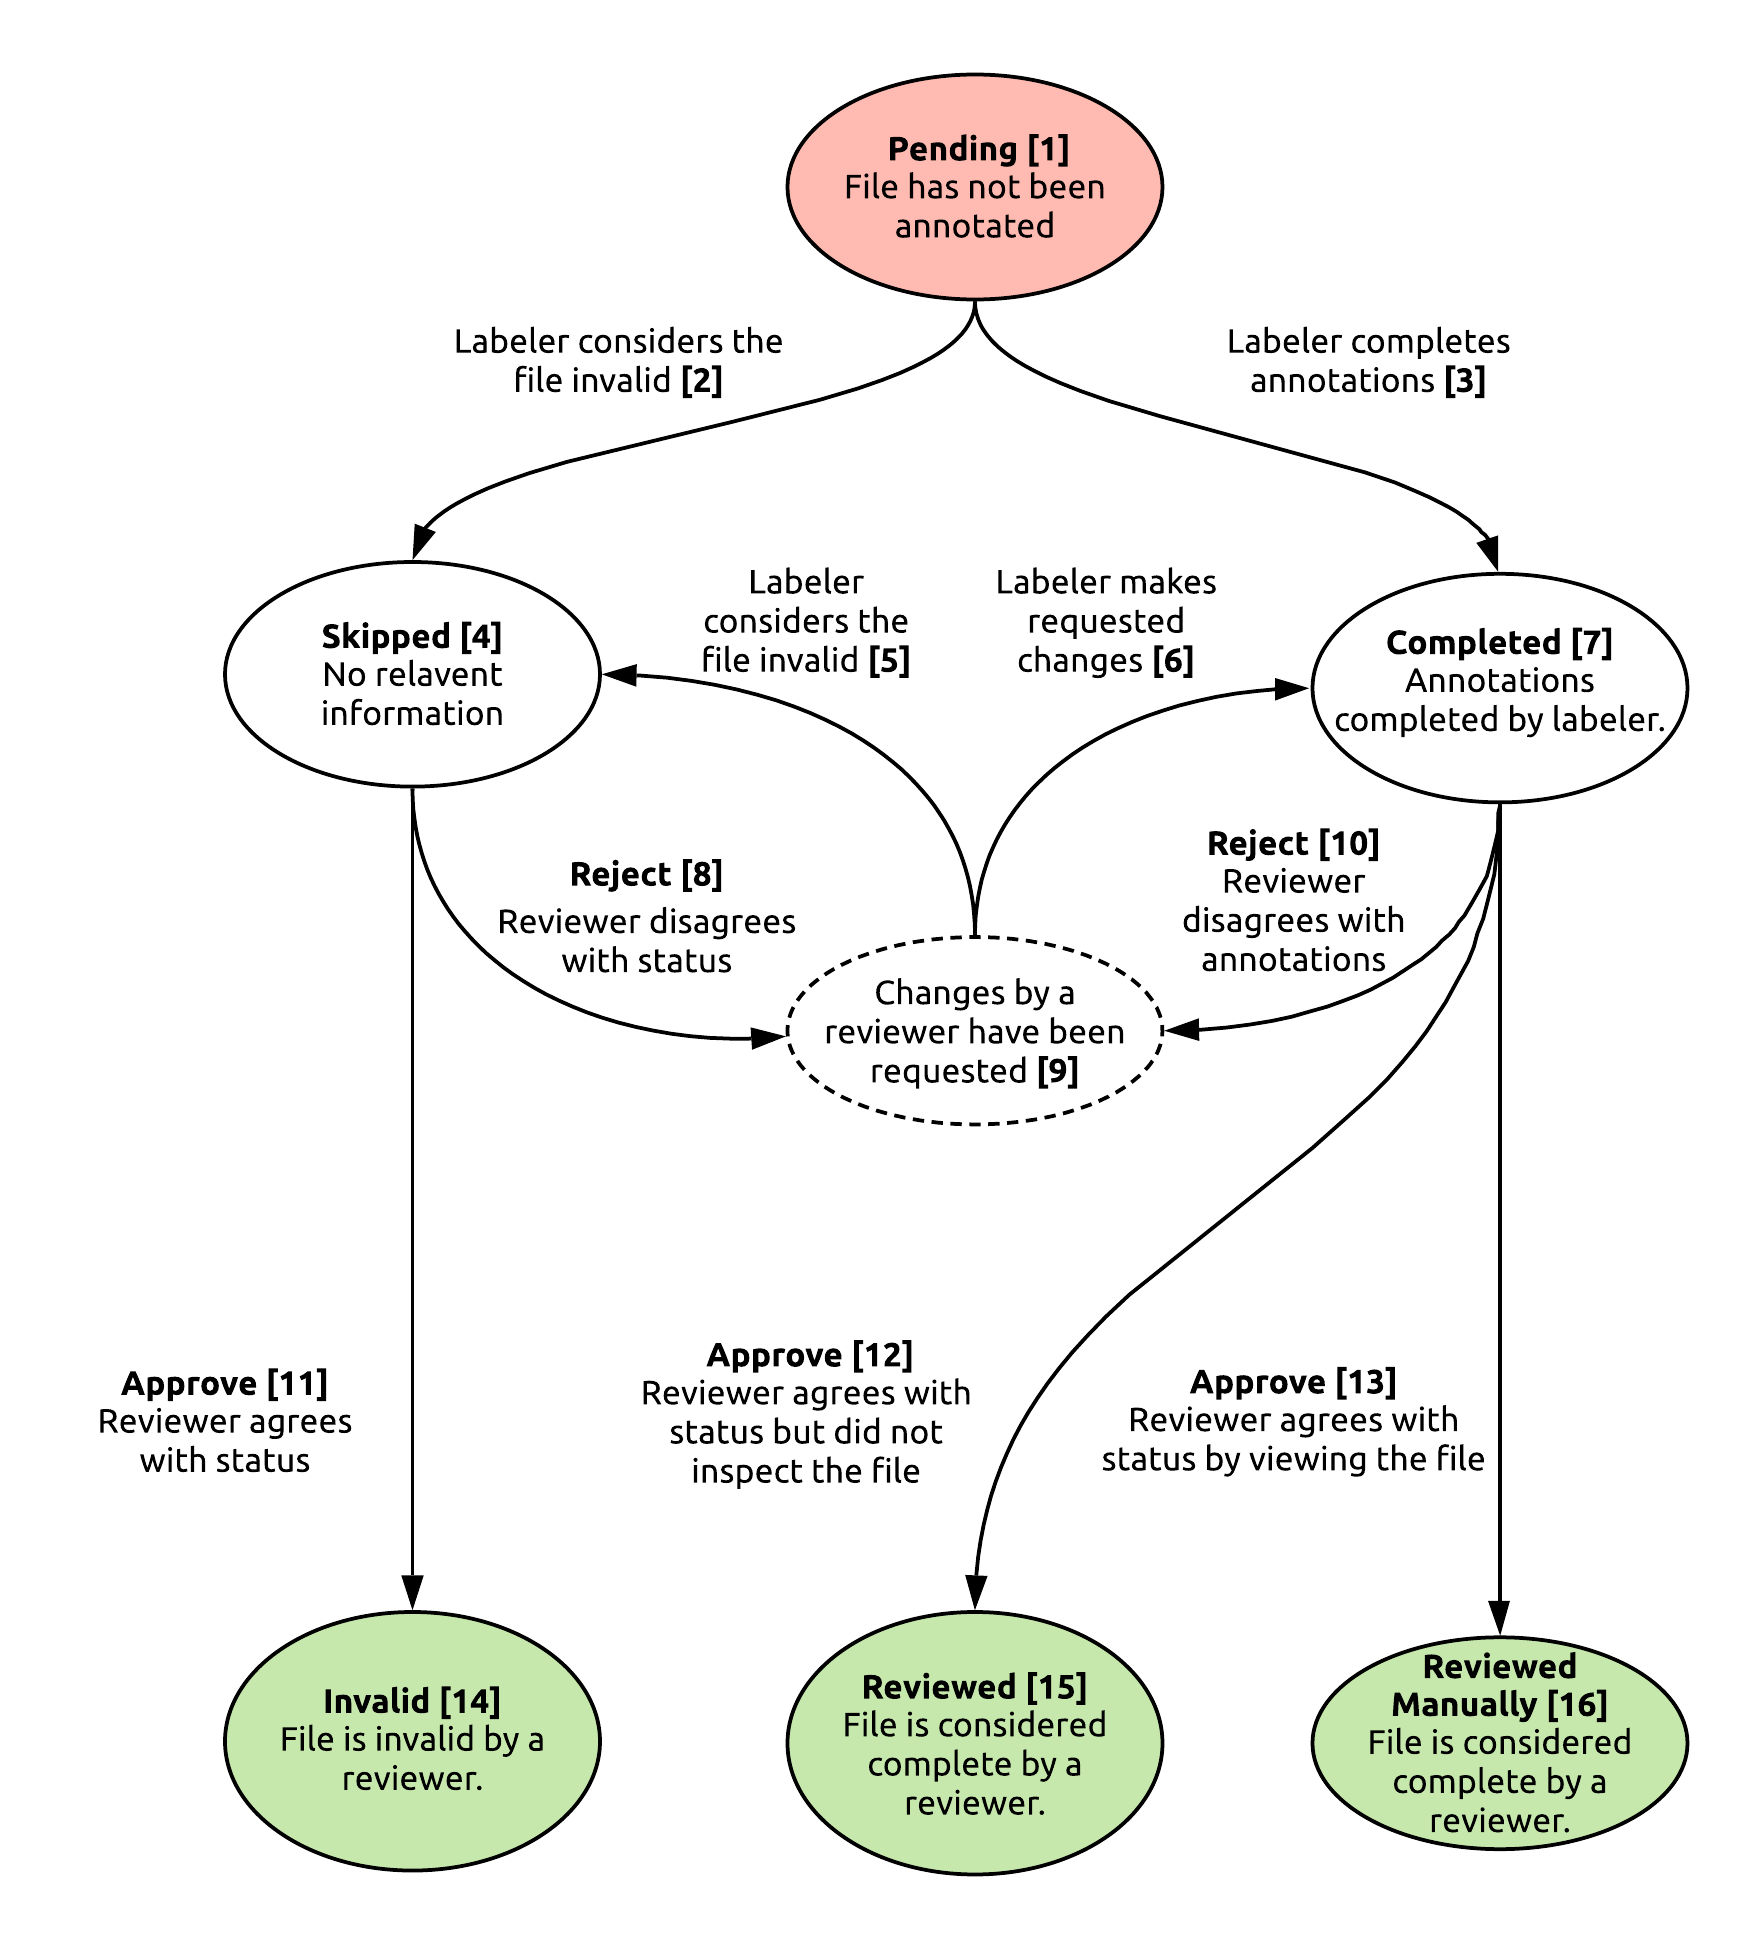 Pending [1]
File has not been
annotated
Labeler considers the
file invalid [2]
Labeler completes
annotations [3]
Skipped [4]
No relavent
information
Labeler
considers the
file invalid [5]
Labeler makes
requested
changes [6]
Completed [7]
Annotations
completed by labeler.
Reject [8]
Reviewer disagrees
with status
Changes by a
reviewer have been
requested [9]
Reject [10]
Reviewer
disagrees with
annotations
Approve [11]
Reviewer agrees
with status
Approve [12]
Reviewer agrees with
status but did not
inspect the file
Approve [13]
Reviewer agrees with
status by viewing the file
Invalid [14]
File is invalid by a
reviewer.
Reviewed [15]
File is considered
complete by a
reviewer.
Reviewed
Manually [16]
File is considered
complete by a
reviewer.